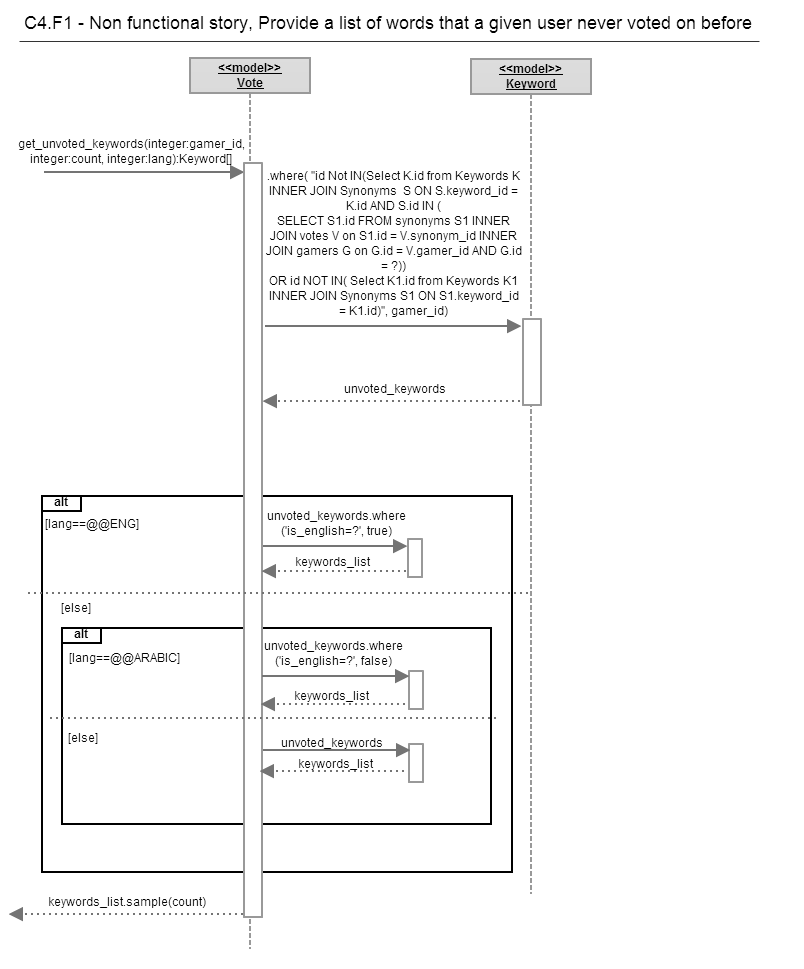 C4.F1 - Non functional story, Provide a list of words that a given user never voted on before
<<model>>
Vote
<<model>>
Keyword
get_unvoted_keywords(integer:gamer_id,
integer:count, integer:lang):Keyword[]
.where( "id Not IN(Select K.id from Keywords K
INNER JOIN Synonyms S ON S.keyword_id =
K.id AND S.id IN (
SELECT S1.id FROM synonyms S1 INNER
JOIN votes V on S1.id = V.synonym_id INNER
JOIN gamers G on G.id = V.gamer_id AND G.id
= ?))
OR id NOT IN( Select K1.id from Keywords K1
INNER JOIN Synonyms S1 ON S1.keyword_id
= K1.id)", gamer_id)
unvoted_keywords
alt
[lang==@@ENG]
unvoted_keywords.where
('is_english=?', true)
keywords_list
[else]
alt
[lang==@@ARABIC]
unvoted_keywords.where
('is_english=?', false)
keywords_list
[else]
unvoted_keywords
keywords_list
keywords_list.sample(count)